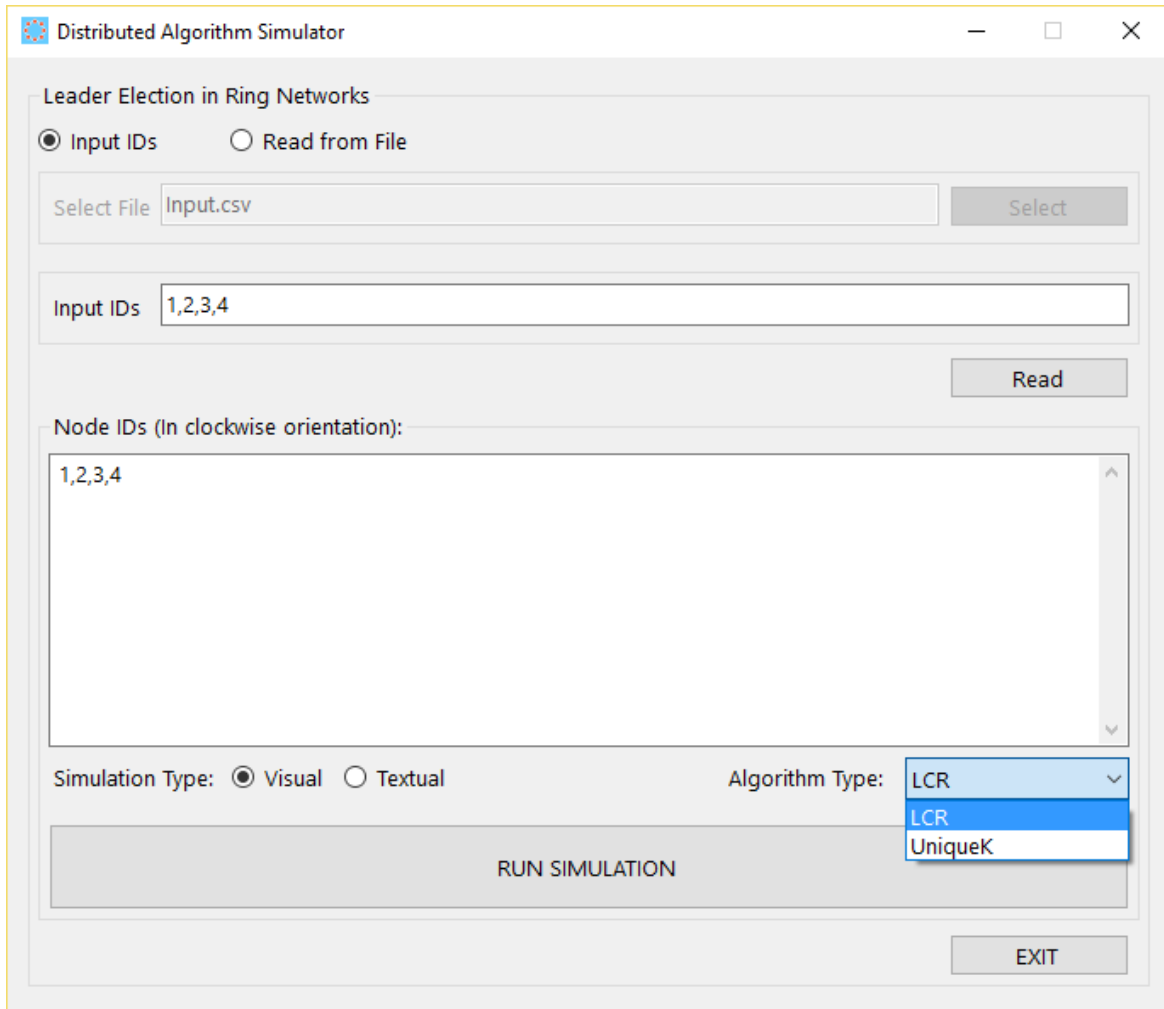 Distributed Algorithm Simulator
Leader Election in Ring Networks
Input IDs Read from File
Select File Input.csv Select
Input IDs 1,2,3,4
Read
Node IDs (In clockwise orientation):
1,2,3,4
Simulation Type: Visual Textual Algorithm Type: LCR
LCR
UniqueK
RUN SIMULATION
EXIT